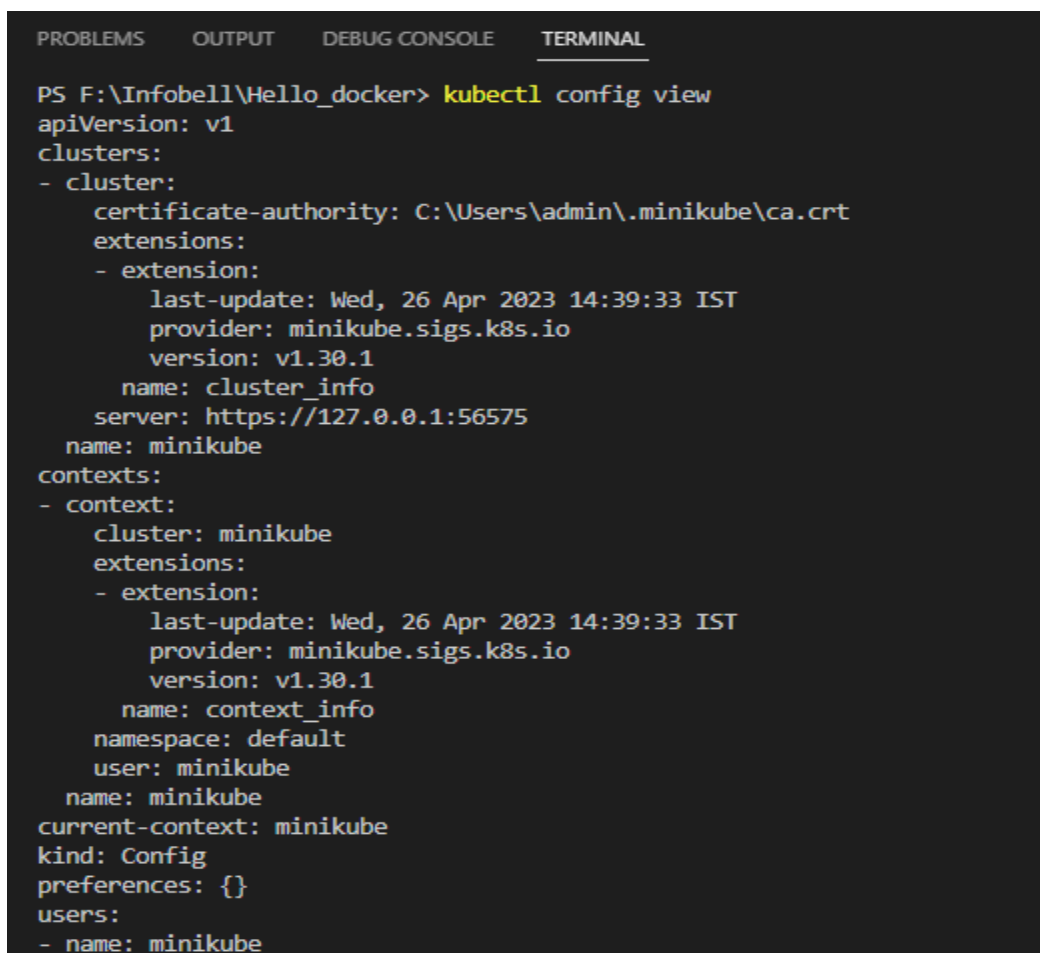 PROBLEMS OUTPUT DEBUG CONSOLE TERMINAL
PS F:\Infobell\Hello_docker> kubectl config view
apiVersion: v1
clusters:
- cluster:
    certificate-authority: C:\Users\admin\.minikube\ca.crt
    extensions:
    - extension:
        last-update: Wed, 26 Apr 2023 14:39:33 IST
        provider: minikube.sigs.k8s.io
        version: v1.30.1
      name: cluster_info
    server: https://127.0.0.1:56575
  name: minikube
contexts:
- context:
    cluster: minikube
    extensions:
    - extension:
        last-update: Wed, 26 Apr 2023 14:39:33 IST
        provider: minikube.sigs.k8s.io
        version: v1.30.1
      name: context_info
    namespace: default
    user: minikube
  name: minikube
current-context: minikube
kind: Config
preferences: {}
users:
- name: minikube